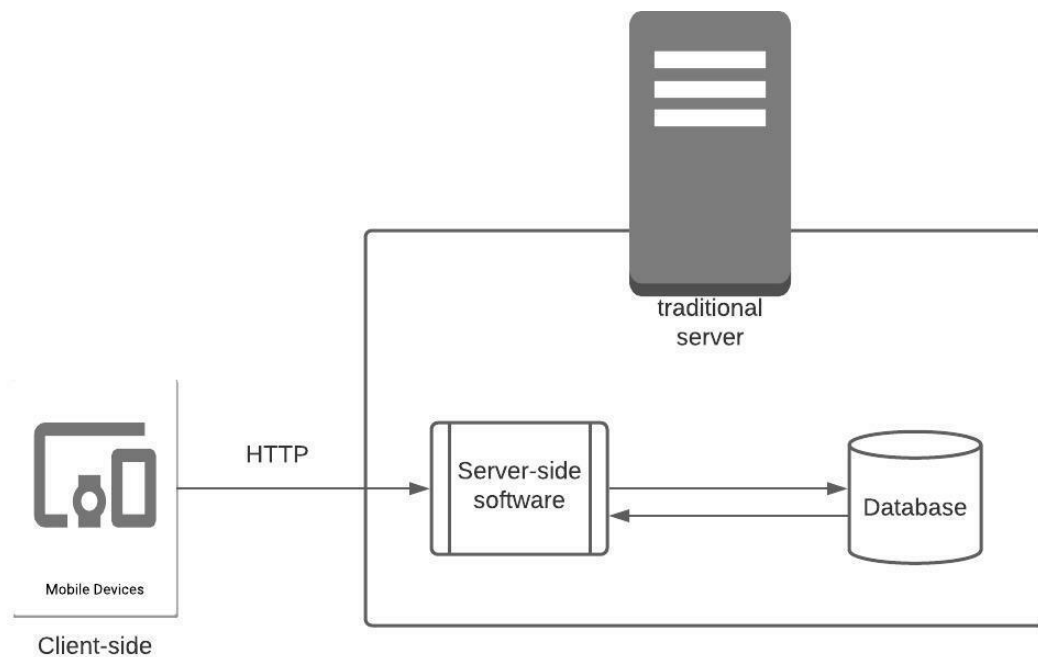 traditional
server
HTTP
Server-side
software
Database
Mobile Devices
Client-side